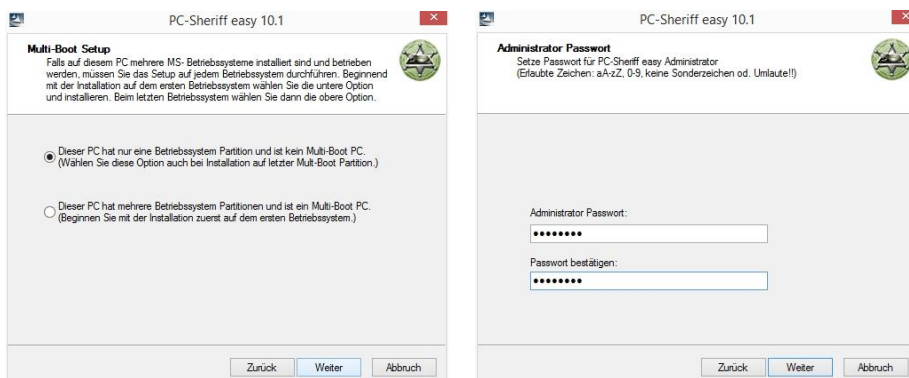 PC-Sheriff easy 10.1
Multi-Boot Setup
Falls auf diesem PC mehrere MS- Betriebssysteme installiert sind und betrieben
werden, müssen Sie das Setup auf jedem Betriebssystem durchführen. Beginnend
mit der Installation auf dem ersten Betriebssystem wählen Sie die untere Option
und installieren. Beim letzten Betriebssystem wählen Sie dann die obere Option.
Dieser PC hat nur eine Betriebssystem Partition und ist kein Multi-Boot PC.
(Wählen Sie diese Option auch bei Installation auf letzter Mult-Boot Partition.)
Dieser PC hat mehrere Betriebssystem Partitionen und ist ein Multi-Boot PC.
(Beginnen Sie mit der Installation zuerst auf dem ersten Betriebssystem.)
Zurück
Weiter
Abbruch
PC-Sheriff easy 10.1
Administrator Passwort
Setze Passwort für PC-Sheriff easy Administrator
(Erlaubte Zeichen: aA-zZ, 0-9, keine Sonderzeichen od. Umlaute!!)
Administrator Passwort:
Passwort bestätigen:
Zurück
Weiter
Abbruch